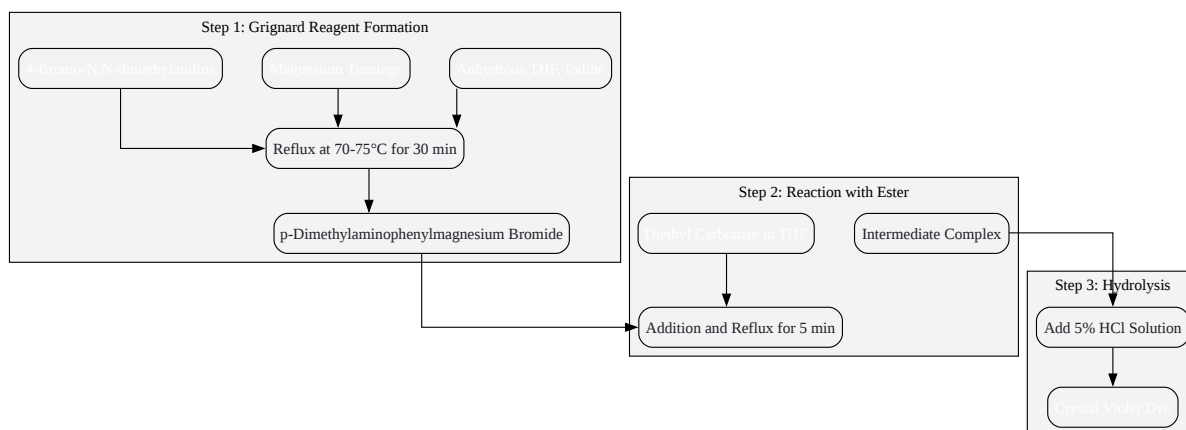 Step 1: Grignard Reagent Formation
4-Bromo-N,N-dimethylaniline
Magnesium Turnings
Anhydrous THF, Iodine
Reflux at 70-75°C for 30 min
p-Dimethylaminophenylmagnesium Bromide
Step 2: Reaction with Ester
Diethyl Carbonate in THF
Intermediate Complex
Addition and Reflux for 5 min
Step 3: Hydrolysis
Add 5% HCl Solution
Crystal Violet Dye